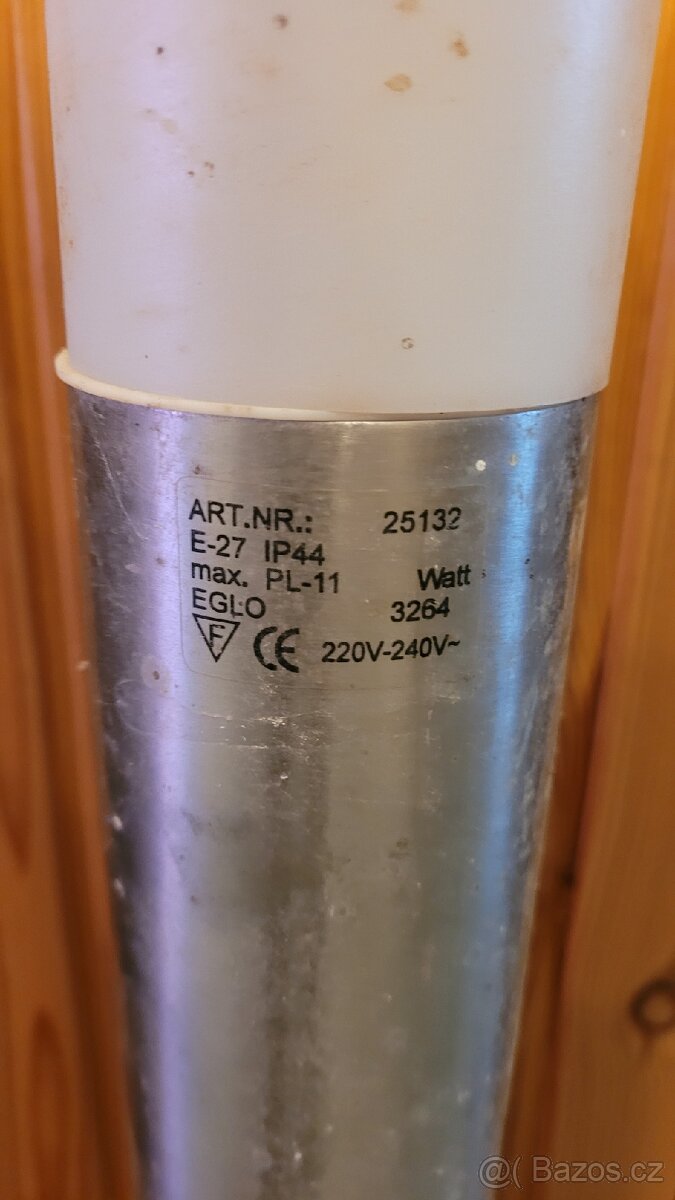 ART.NR.: 25132
E-27 IP44
max. PL-11 Watt
EGLO 3264
F CE 220V-240V~
@( Bazos.cz